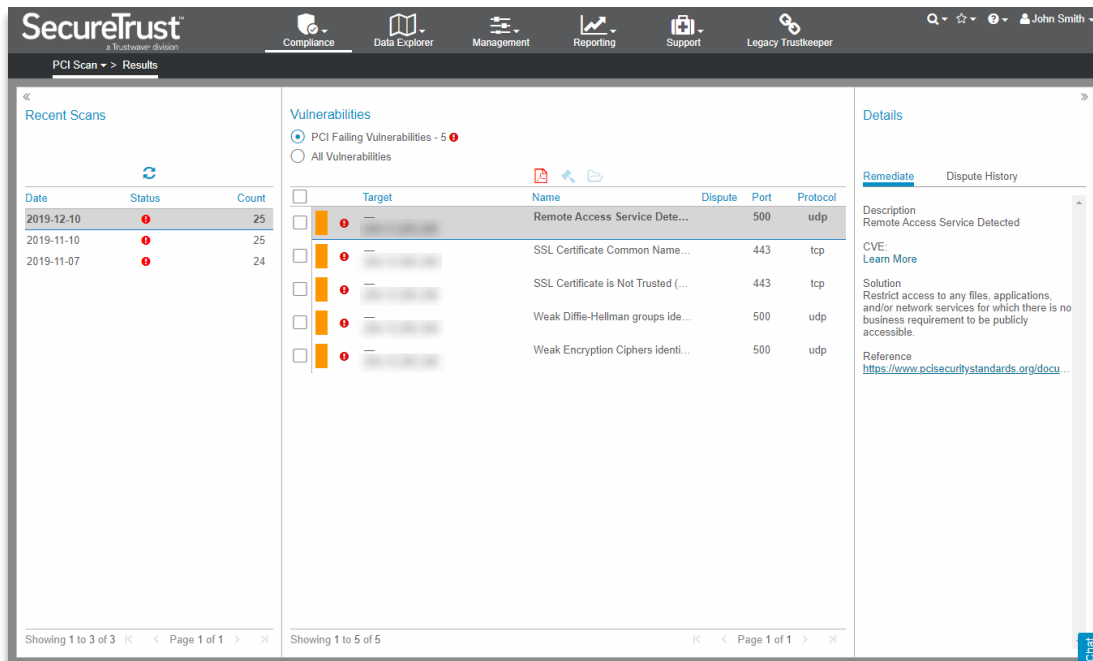 SecureTrust™
a Trustwave® division
Compliance
Data Explorer
Management
Reporting
Support
Legacy Trustkeeper
John Smith
PCI Scan > Results
«
Recent Scans
Date Status Count
2019-12-10 25
2019-11-10 25
2019-11-07 24
Showing 1 to 3 of 3 Page 1 of 1
Vulnerabilities
PCI Failing Vulnerabilities - 5
All Vulnerabilities
Target Name Dispute Port Protocol
— Remote Access Service Dete... 500 udp
— SSL Certificate Common Name... 443 tcp
— SSL Certificate is Not Trusted (... 443 tcp
— Weak Diffie-Hellman groups ide... 500 udp
— Weak Encryption Ciphers identi... 500 udp
Showing 1 to 5 of 5 Page 1 of 1
»
Details
Remediate Dispute History
Description
Remote Access Service Detected
CVE:
Learn More
Solution
Restrict access to any files, applications,
and/or network services for which there is no
business requirement to be publicly
accessible.
Reference
https://www.pcisecuritystandards.org/docu...
Chat